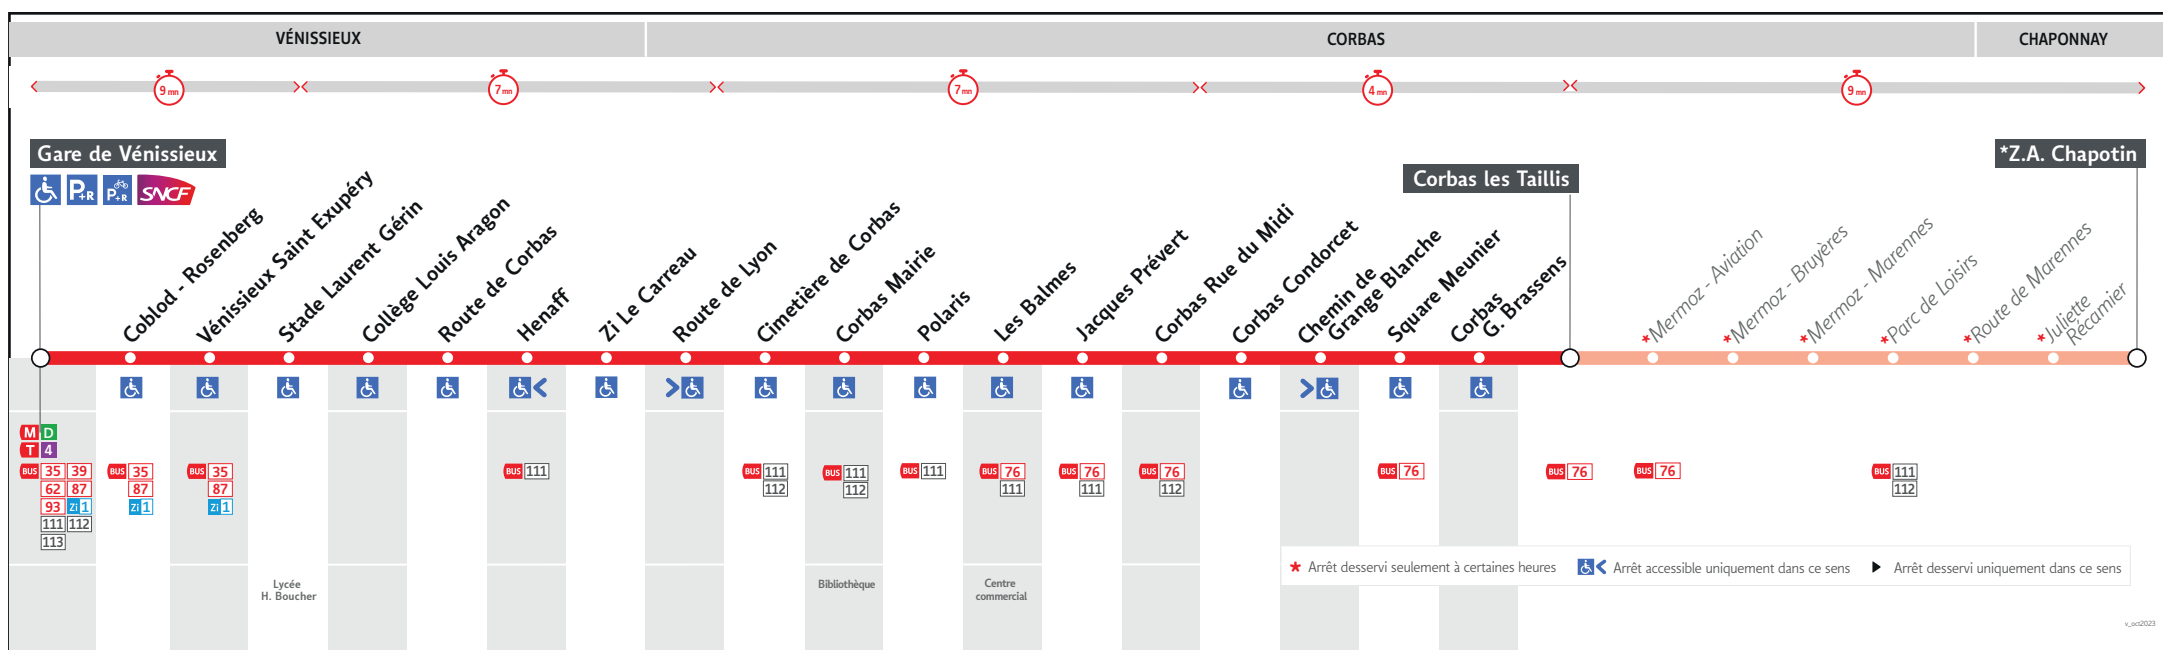 VÉNISSIEUX
CORBAS
CHAPONNAY
9 mn
7 mn
7 mn
4 mn
9 mn
Gare de Vénissieux
P+R
P+R
SNCF
Corbas les Taillis
*Z.A. Chapotin
Coblod - Rosenberg
Vénissieux Saint Exupéry
Stade Laurent Gérin
Collège Louis Aragon
Route de Corbas
Henaff
Zi Le Carreau
Route de Lyon
Cimetière de Corbas
Corbas Mairie
Polaris
Les Balmes
Jacques Prévert
Corbas Rue du Midi
Corbas Condorcet
Chemin de
Grange Blanche
Square Meunier
Corbas
G. Brassens
*Mermoz - Aviation
*Mermoz - Bruyères
*Mermoz - Marennes
*Parc de Loisirs
*Route de Marennes
*Juliette
Récamier
M D
T 4
BUS 35 39
62 87
93 Zi 1
111 112
113
BUS 35
87
Zi 1
BUS 35
87
Zi 1
BUS 111
BUS 111
112
BUS 111
112
BUS 111
BUS 76
111
BUS 76
111
BUS 76
112
BUS 76
BUS 76
BUS 76
BUS 111
112
Lycée
H. Boucher
Bibliothèque
Centre
commercial
* Arrêt desservi seulement à certaines heures
Arrêt accessible uniquement dans ce sens
Arrêt desservi uniquement dans ce sens
v_oct2023